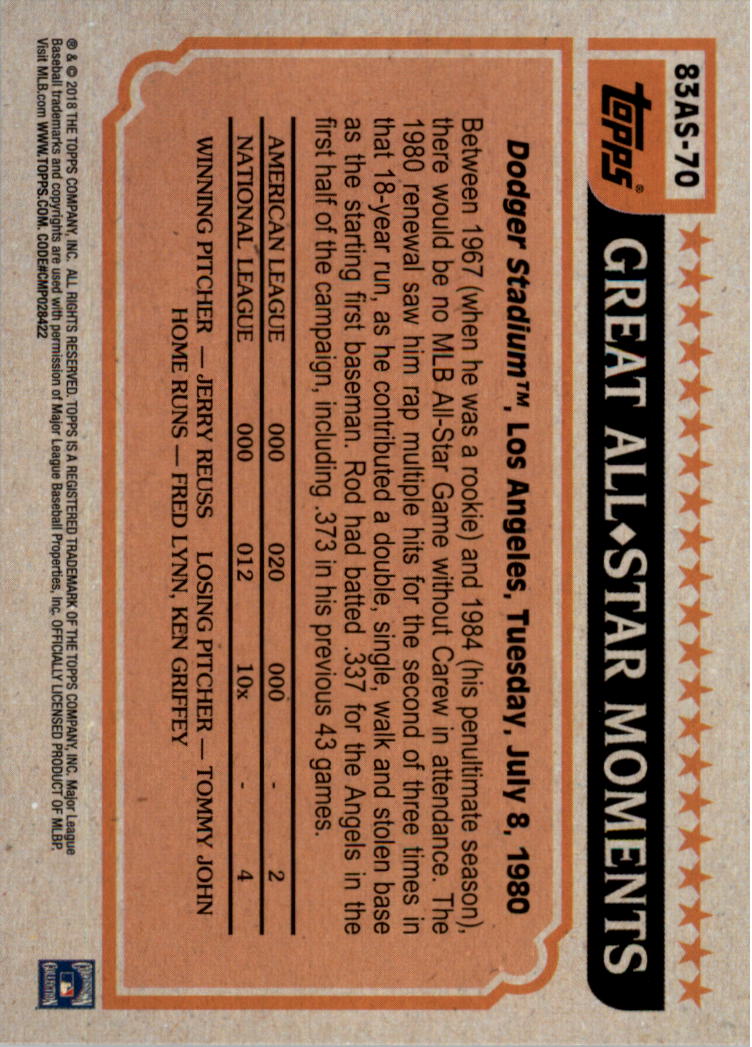 83AS-70
topps®
GREAT ALL◆STAR MOMENTS
Dodger Stadium™, Los Angeles, Tuesday, July 8, 1980
Between 1967 (when he was a rookie) and 1984 (his penultimate season),
there would be no MLB All-Star Game without Carew in attendance. The
1980 renewal saw him rap multiple hits for the second of three times in
that 18-year run, as he contributed a double, single, walk and stolen base
as the starting first baseman. Rod had batted .337 for the Angels in the
first half of the campaign, including .373 in his previous 43 games.
AMERICAN LEAGUE 000 020 000 - 2
NATIONAL LEAGUE 000 012 10x - 4
WINNING PITCHER — JERRY REUSS LOSING PITCHER — TOMMY JOHN
HOME RUNS — FRED LYNN, KEN GRIFFEY
® & © 2018 THE TOPPS COMPANY, INC. ALL RIGHTS RESERVED. TOPPS IS A REGISTERED TRADEMARK OF THE TOPPS COMPANY, INC. Major League
Baseball trademarks and copyrights are used with permission of Major League Baseball Properties, Inc. OFFICIALLY LICENSED PRODUCT OF MLBP.
Visit MLB.com WWW.TOPPS.COM. CODE#CMP028422
COOPERSTOWN
COLLECTION